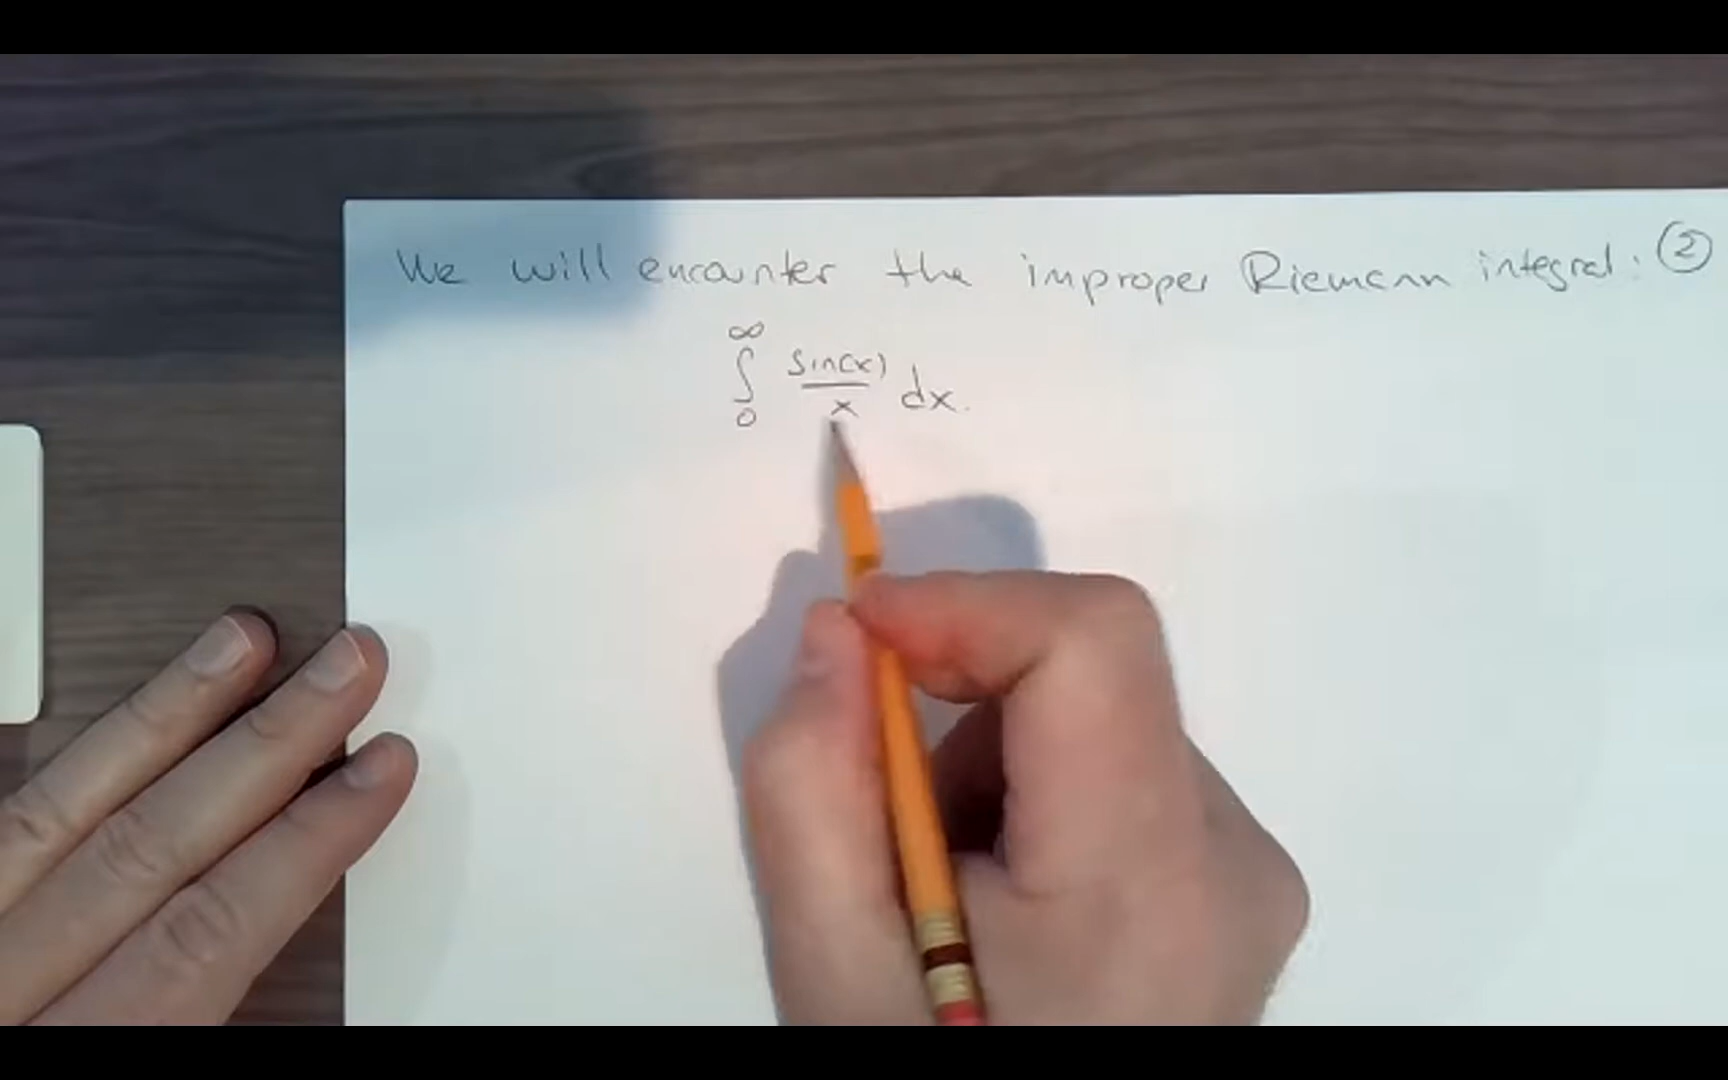 We will encounter the improper Riemann integral: ②
∫₀^∞ sin(x)/x dx.